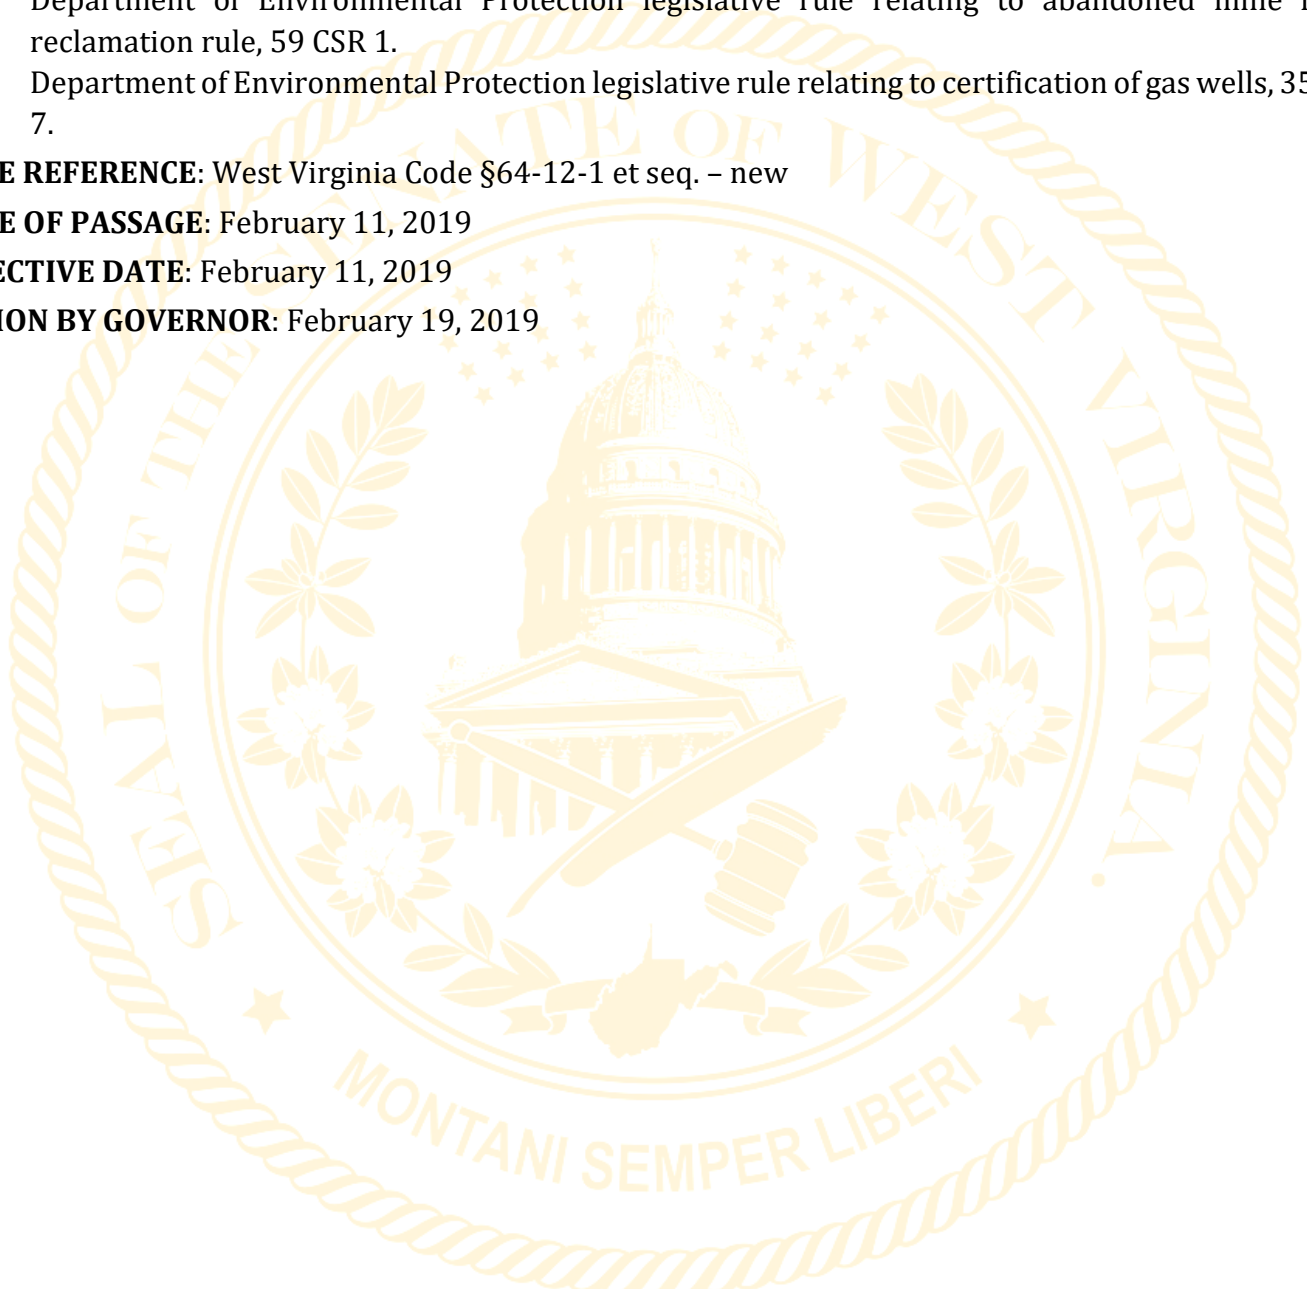 Department of Environmental Protection legislative rule relating to abandoned mine
reclamation rule, 59 CSR 1.
Department of Environmental Protection legislative rule relating to certification of gas wells, 35
7.
E REFERENCE: West Virginia Code §64-12-1 et seq. – new
E OF PASSAGE: February 11, 2019
ECTIVE DATE: February 11, 2019
ION BY GOVERNOR: February 19, 2019
SEAL OF THE SENATE OF WEST VIRGINIA
MONTANI SEMPER LIBERI